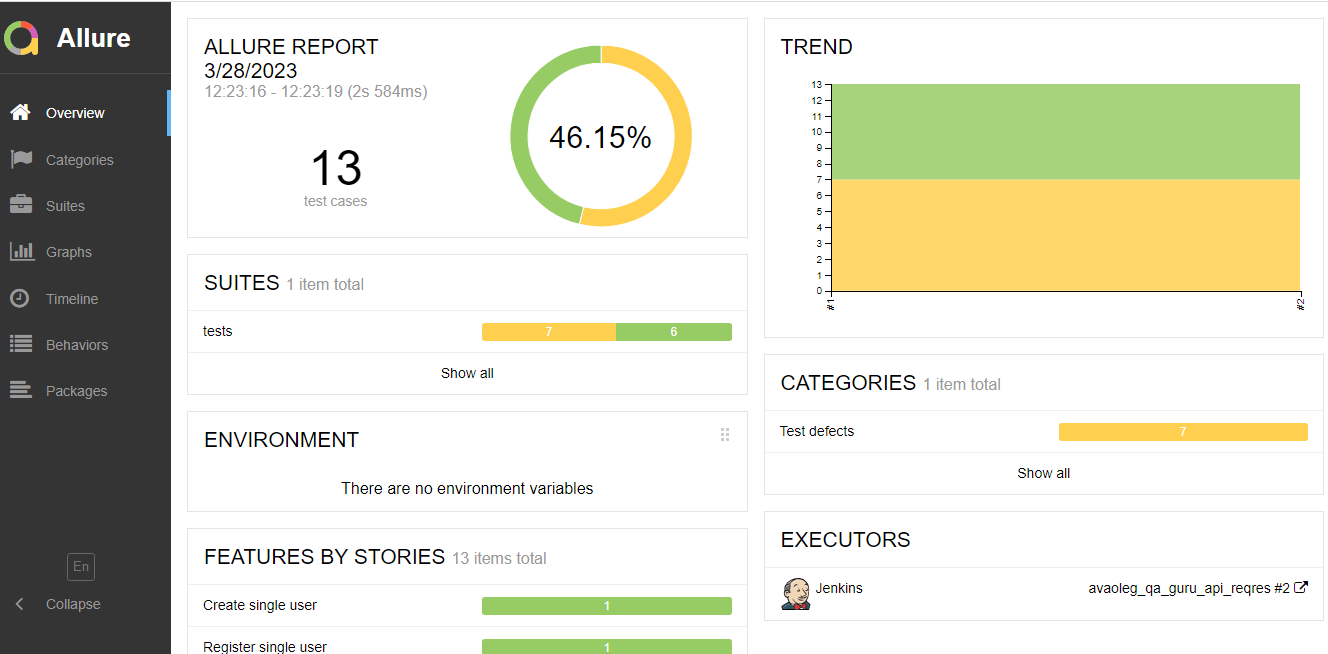 Allure
Overview
Categories
Suites
Graphs
Timeline
Behaviors
Packages
En
Collapse
ALLURE REPORT
3/28/2023
12:23:16 - 12:23:19 (2s 584ms)
13
test cases
46.15%
SUITES 1 item total
tests 7 6
Show all
ENVIRONMENT
There are no environment variables
FEATURES BY STORIES 13 items total
Create single user 1
Register single user 1
TREND
13
12
11
10
9
8
7
6
5
4
3
2
1
0
#1 #2
CATEGORIES 1 item total
Test defects 7
Show all
EXECUTORS
Jenkins avaoleg_qa_guru_api_reqres #2